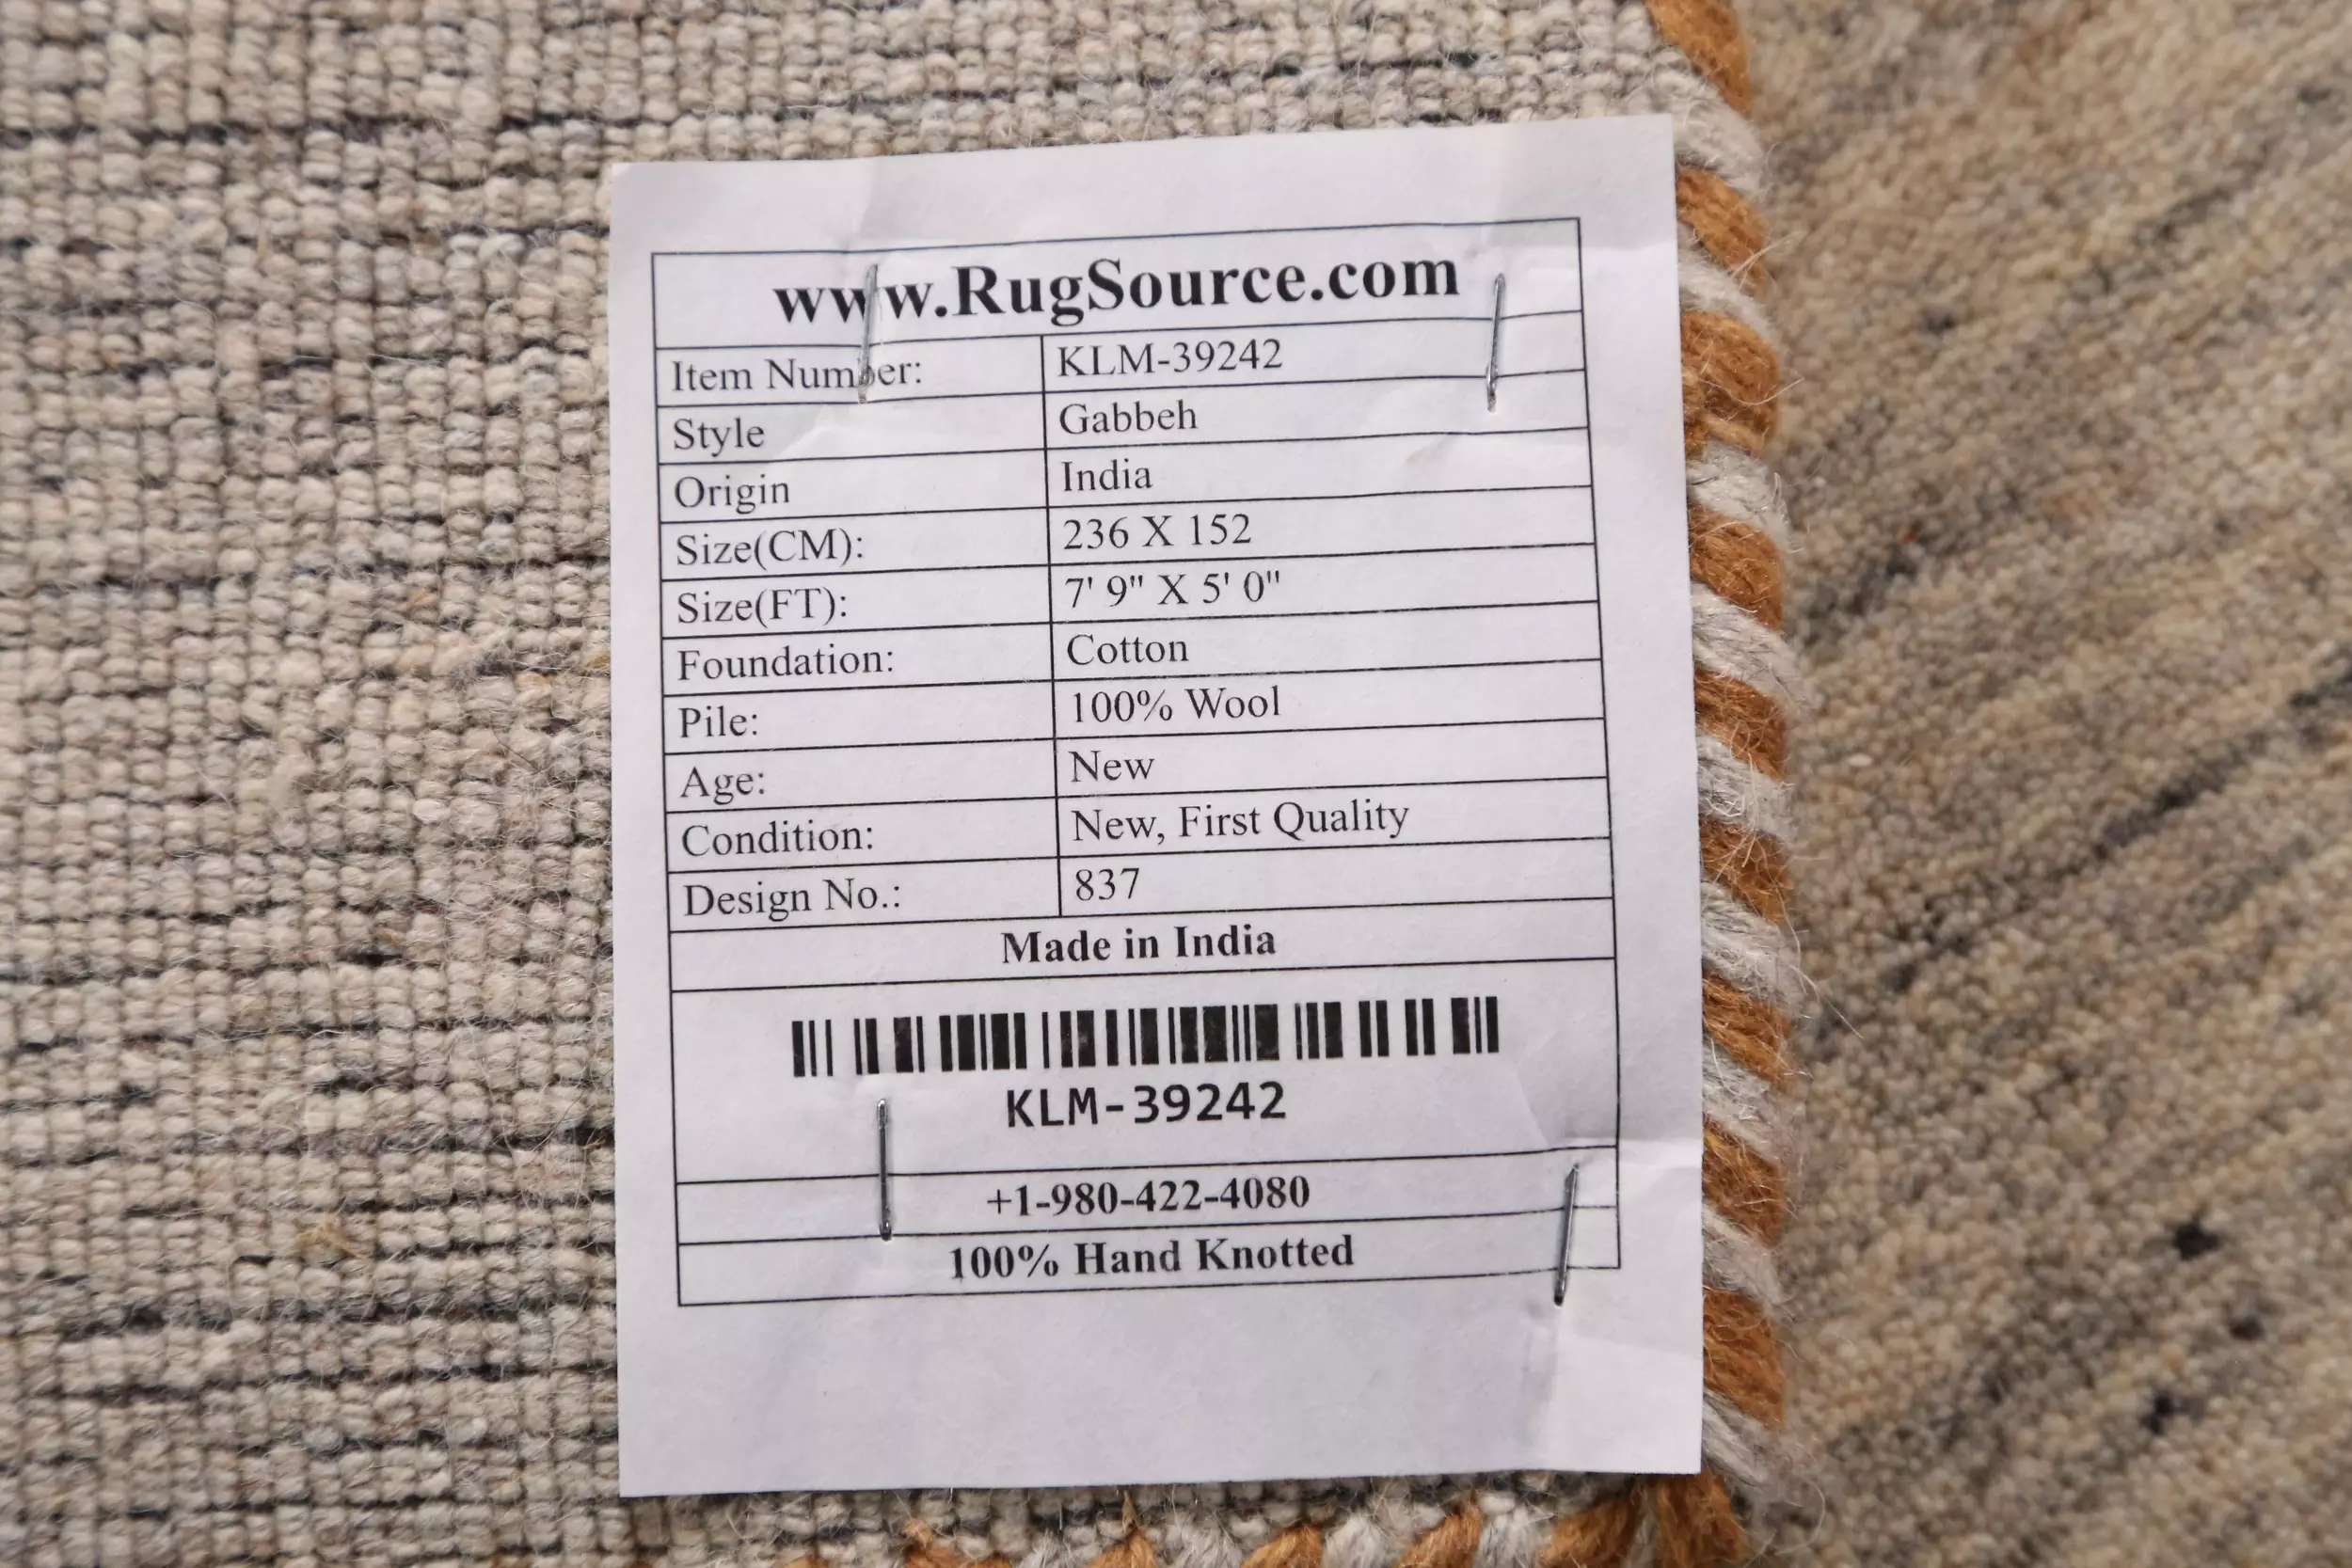 www.RugSource.com
Item Number: KLM-39242
Style Gabbeh
Origin India
Size(CM): 236 X 152
Size(FT): 7' 9" X 5' 0"
Foundation: Cotton
Pile: 100% Wool
Age: New
Condition: New, First Quality
Design No.: 837
Made in India
KLM-39242
+1-980-422-4080
100% Hand Knotted